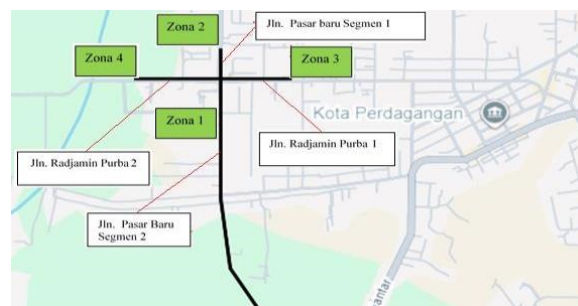 Zona 2
Jln. Pasar baru Segmen 1
Zona 4
Zona 3
Zona 1
Kota Perdagangan
Jln. Radjamin Purba 1
Jln. Radjamin Purba 2
Jln. Pasar Baru
Segmen 2
antar